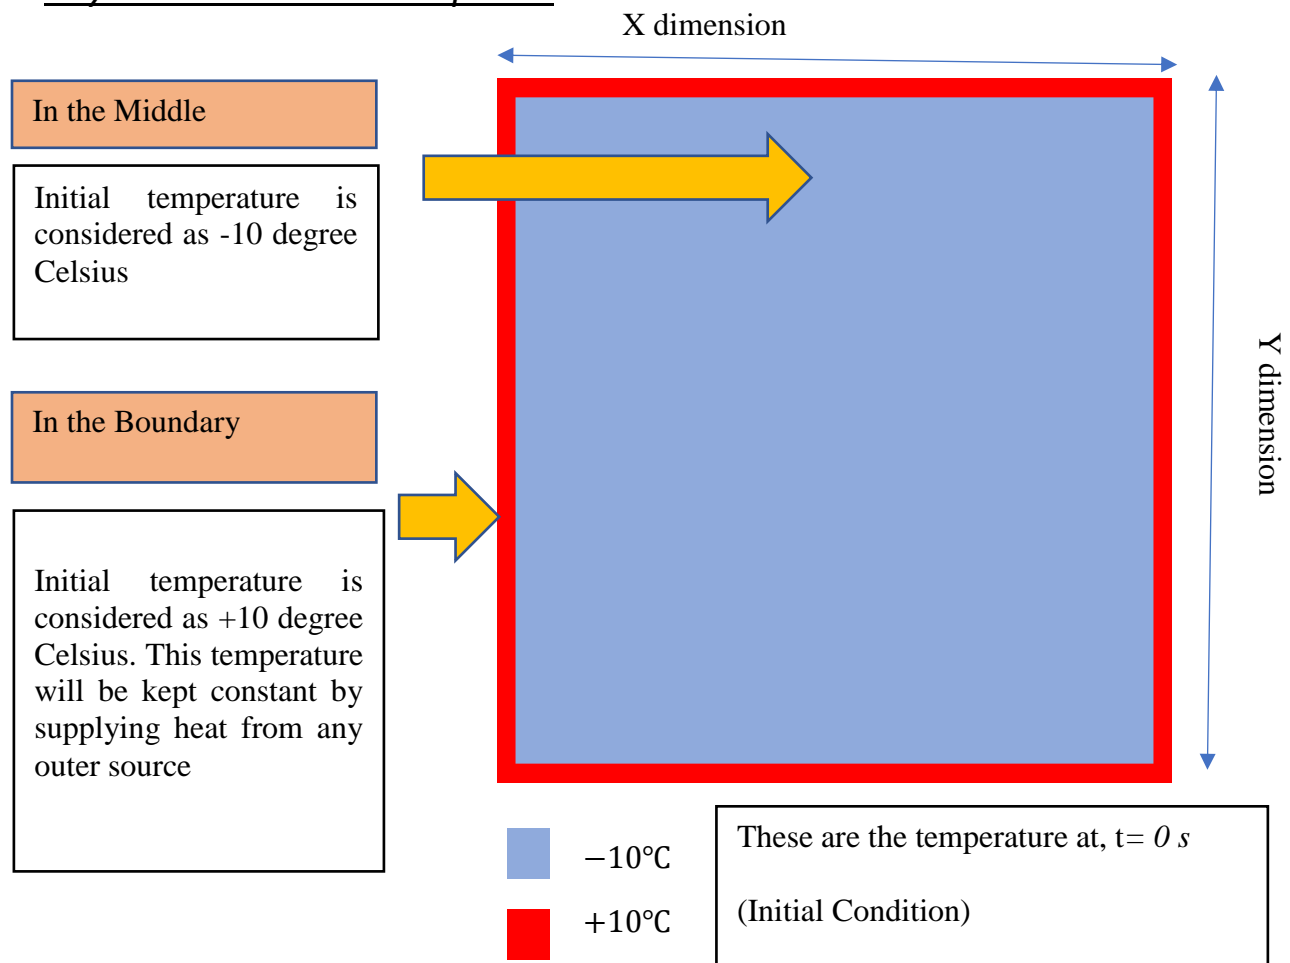 X dimension
In the Middle
Initial temperature is
considered as -10 degree
Celsius
Y dimension
In the Boundary
Initial temperature is
considered as +10 degree
Celsius. This temperature
will be kept constant by
supplying heat from any
outer source
−10℃
+10℃
These are the temperature at, t= 0 s
(Initial Condition)